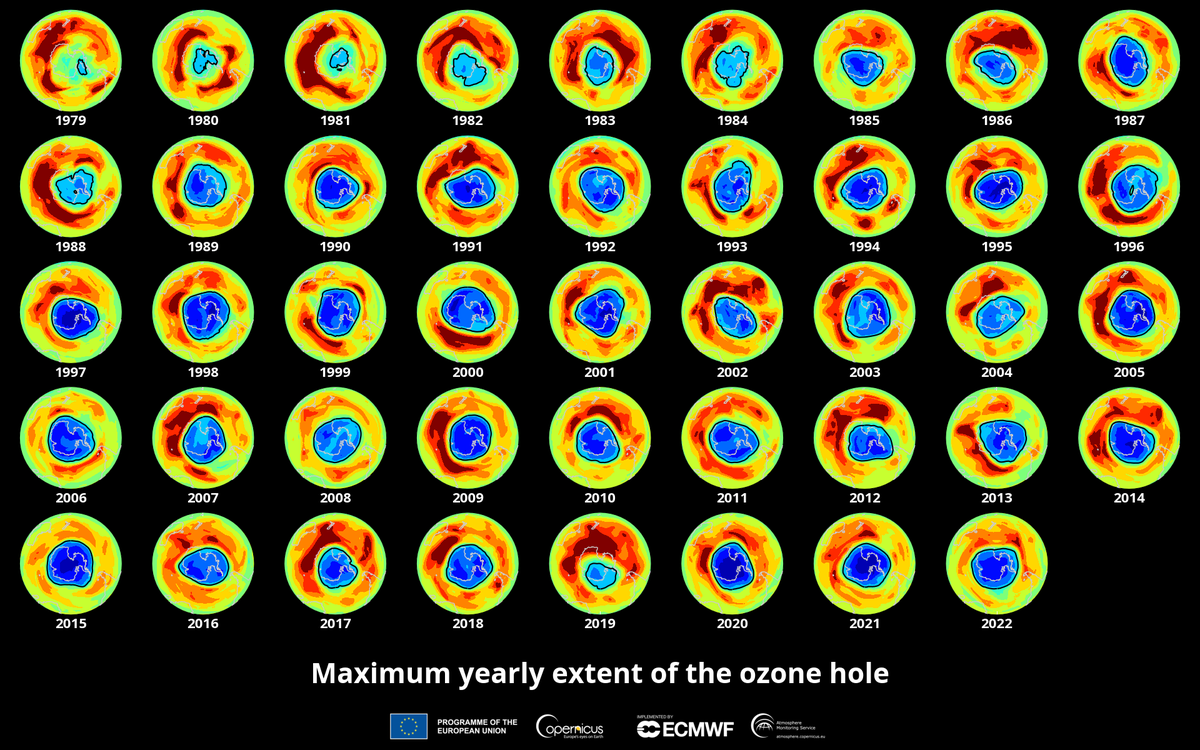 1979 1980 1981 1982 1983 1984 1985 1986 1987
1988 1989 1990 1991 1992 1993 1994 1995 1996
1997 1998 1999 2000 2001 2002 2003 2004 2005
2006 2007 2008 2009 2010 2011 2012 2013 2014
2015 2016 2017 2018 2019 2020 2021 2022
Maximum yearly extent of the ozone hole
PROGRAMME OF THE
EUROPEAN UNION
opernicus
Europe's eyes on Earth
IMPLEMENTED BY
ECMWF
Atmosphere
Monitoring Service
atmosphere.copernicus.eu